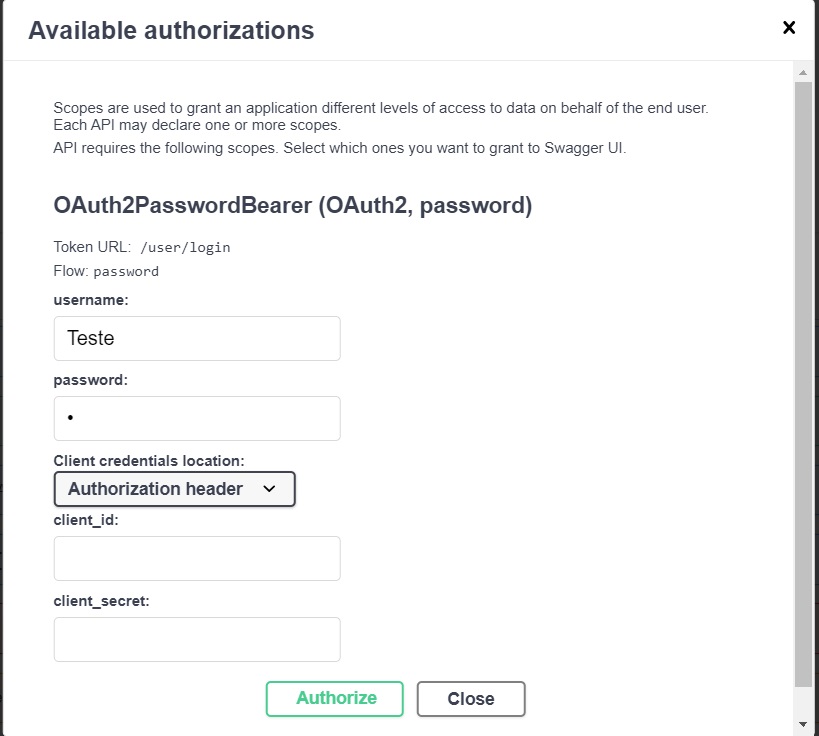 Available authorizations
Scopes are used to grant an application different levels of access to data on behalf of the end user.
Each API may declare one or more scopes.
API requires the following scopes. Select which ones you want to grant to Swagger UI.
OAuth2PasswordBearer (OAuth2, password)
Token URL: /user/login
Flow: password
username:
Teste
password:
•
Client credentials location:
Authorization header
client_id:
client_secret:
Authorize Close